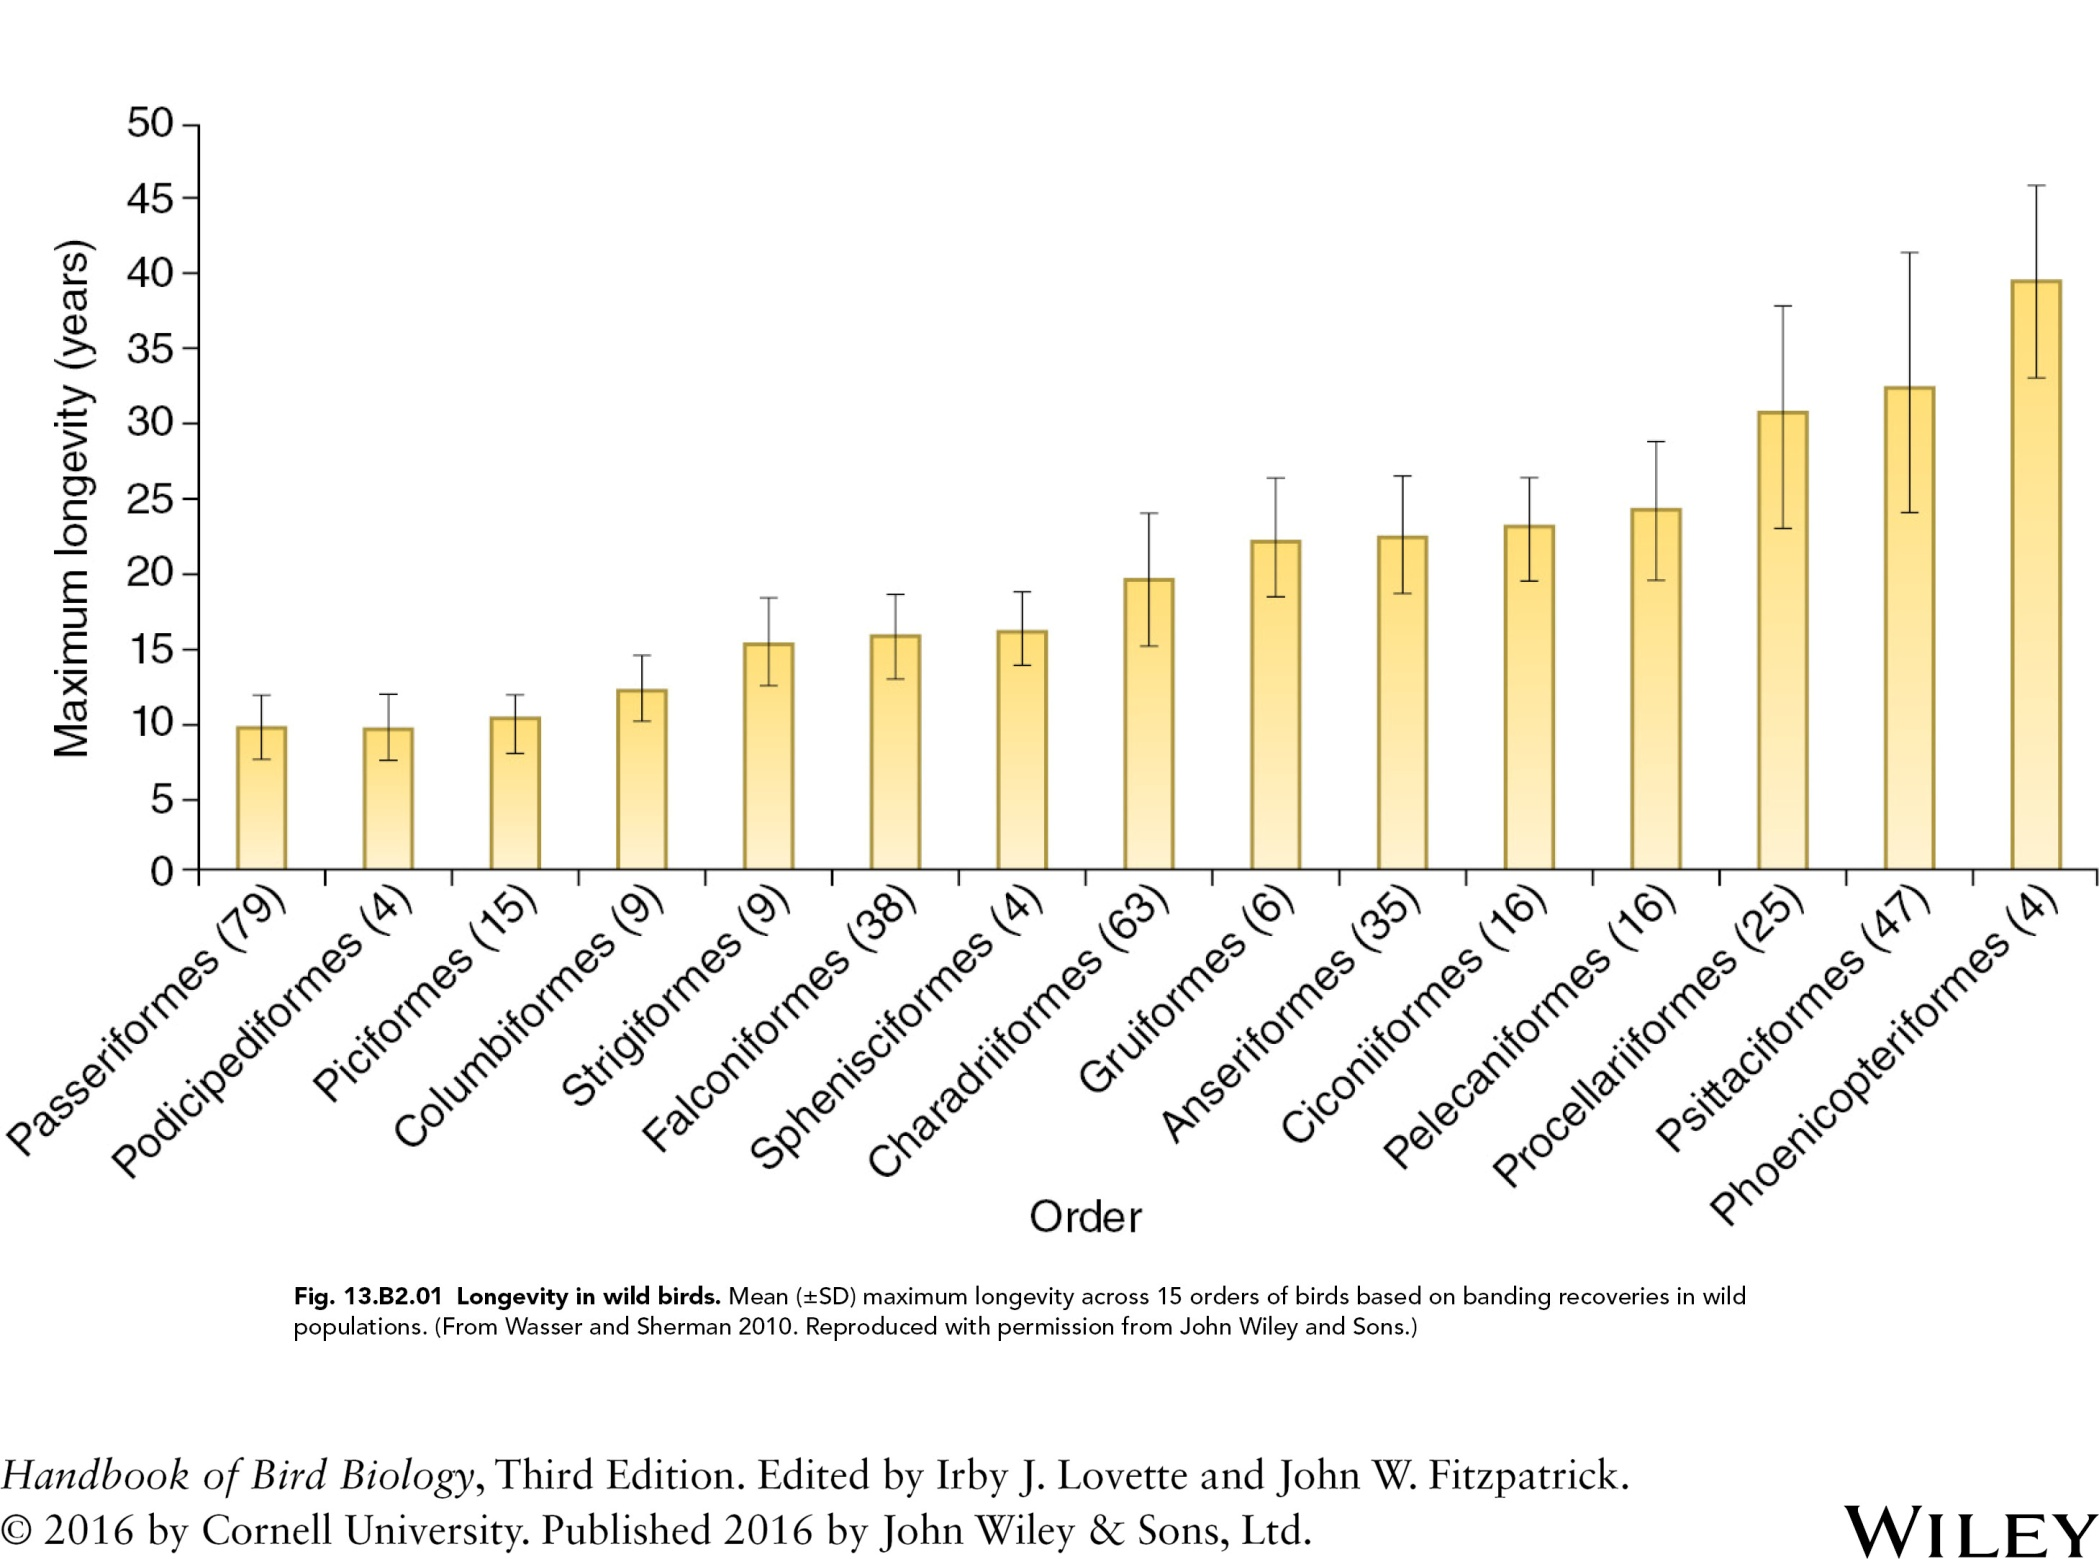 50
45
40
35
30
25
20
15
10
5
0
Maximum longevity (years)
Passeriformes (79)
Podicipediformes (4)
Piciformes (15)
Columbiformes (9)
Strigiformes (9)
Falconiformes (38)
Sphenisciformes (4)
Charadriiformes (63)
Gruiformes (6)
Anseriformes (35)
Ciconiiformes (16)
Pelecaniformes (16)
Procellariiformes (25)
Psittaciformes (47)
Phoenicopteriformes (4)
Order
Fig. 13.B2.01 Longevity in wild birds. Mean (±SD) maximum longevity across 15 orders of birds based on banding recoveries in wild
populations. (From Wasser and Sherman 2010. Reproduced with permission from John Wiley and Sons.)
Handbook of Bird Biology, Third Edition. Edited by Irby J. Lovette and John W. Fitzpatrick.
© 2016 by Cornell University. Published 2016 by John Wiley & Sons, Ltd.
WILEY